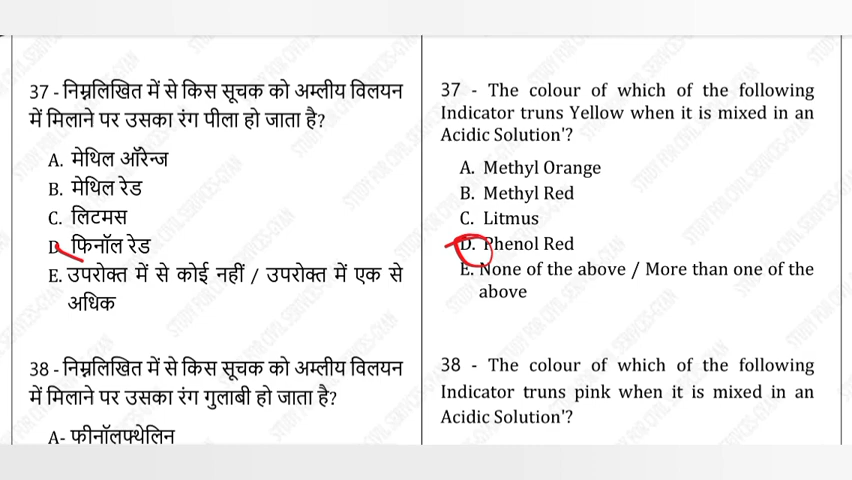 37 - निम्नलिखित में से किस सूचक को अम्लीय विलयन
में मिलाने पर उसका रंग पीला हो जाता है?
A. मेथिल ऑरेन्ज
B. मेथिल रेड
C. लिटमस
D. फिनॉल रेड
E. उपरोक्त में से कोई नहीं / उपरोक्त में एक से
अधिक
38 - निम्नलिखित में से किस सूचक को अम्लीय विलयन
में मिलाने पर उसका रंग गुलाबी हो जाता है?
A- फीनॉलफ्थेलिन
37 - The colour of which of the following
Indicator truns Yellow when it is mixed in an
Acidic Solution'?
A. Methyl Orange
B. Methyl Red
C. Litmus
D. Phenol Red
E. None of the above / More than one of the
above
38 - The colour of which of the following
Indicator truns pink when it is mixed in an
Acidic Solution'?